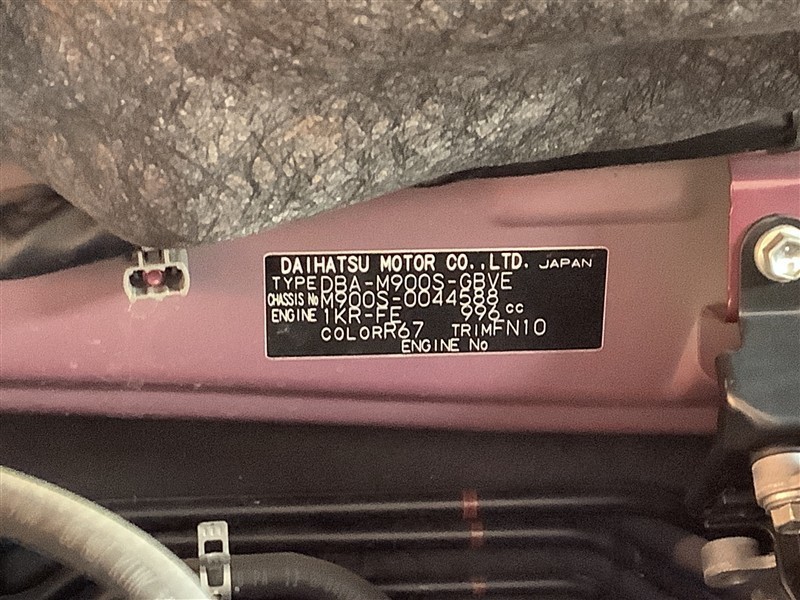 DAIHATSU MOTOR CO.,LTD. JAPAN
TYPE DBA-M900S-GBVE
CHASSIS No M900S-0044588
ENGINE 1KR-FE 996 cc
COLOR R67 TRIM FN10
ENGINE No